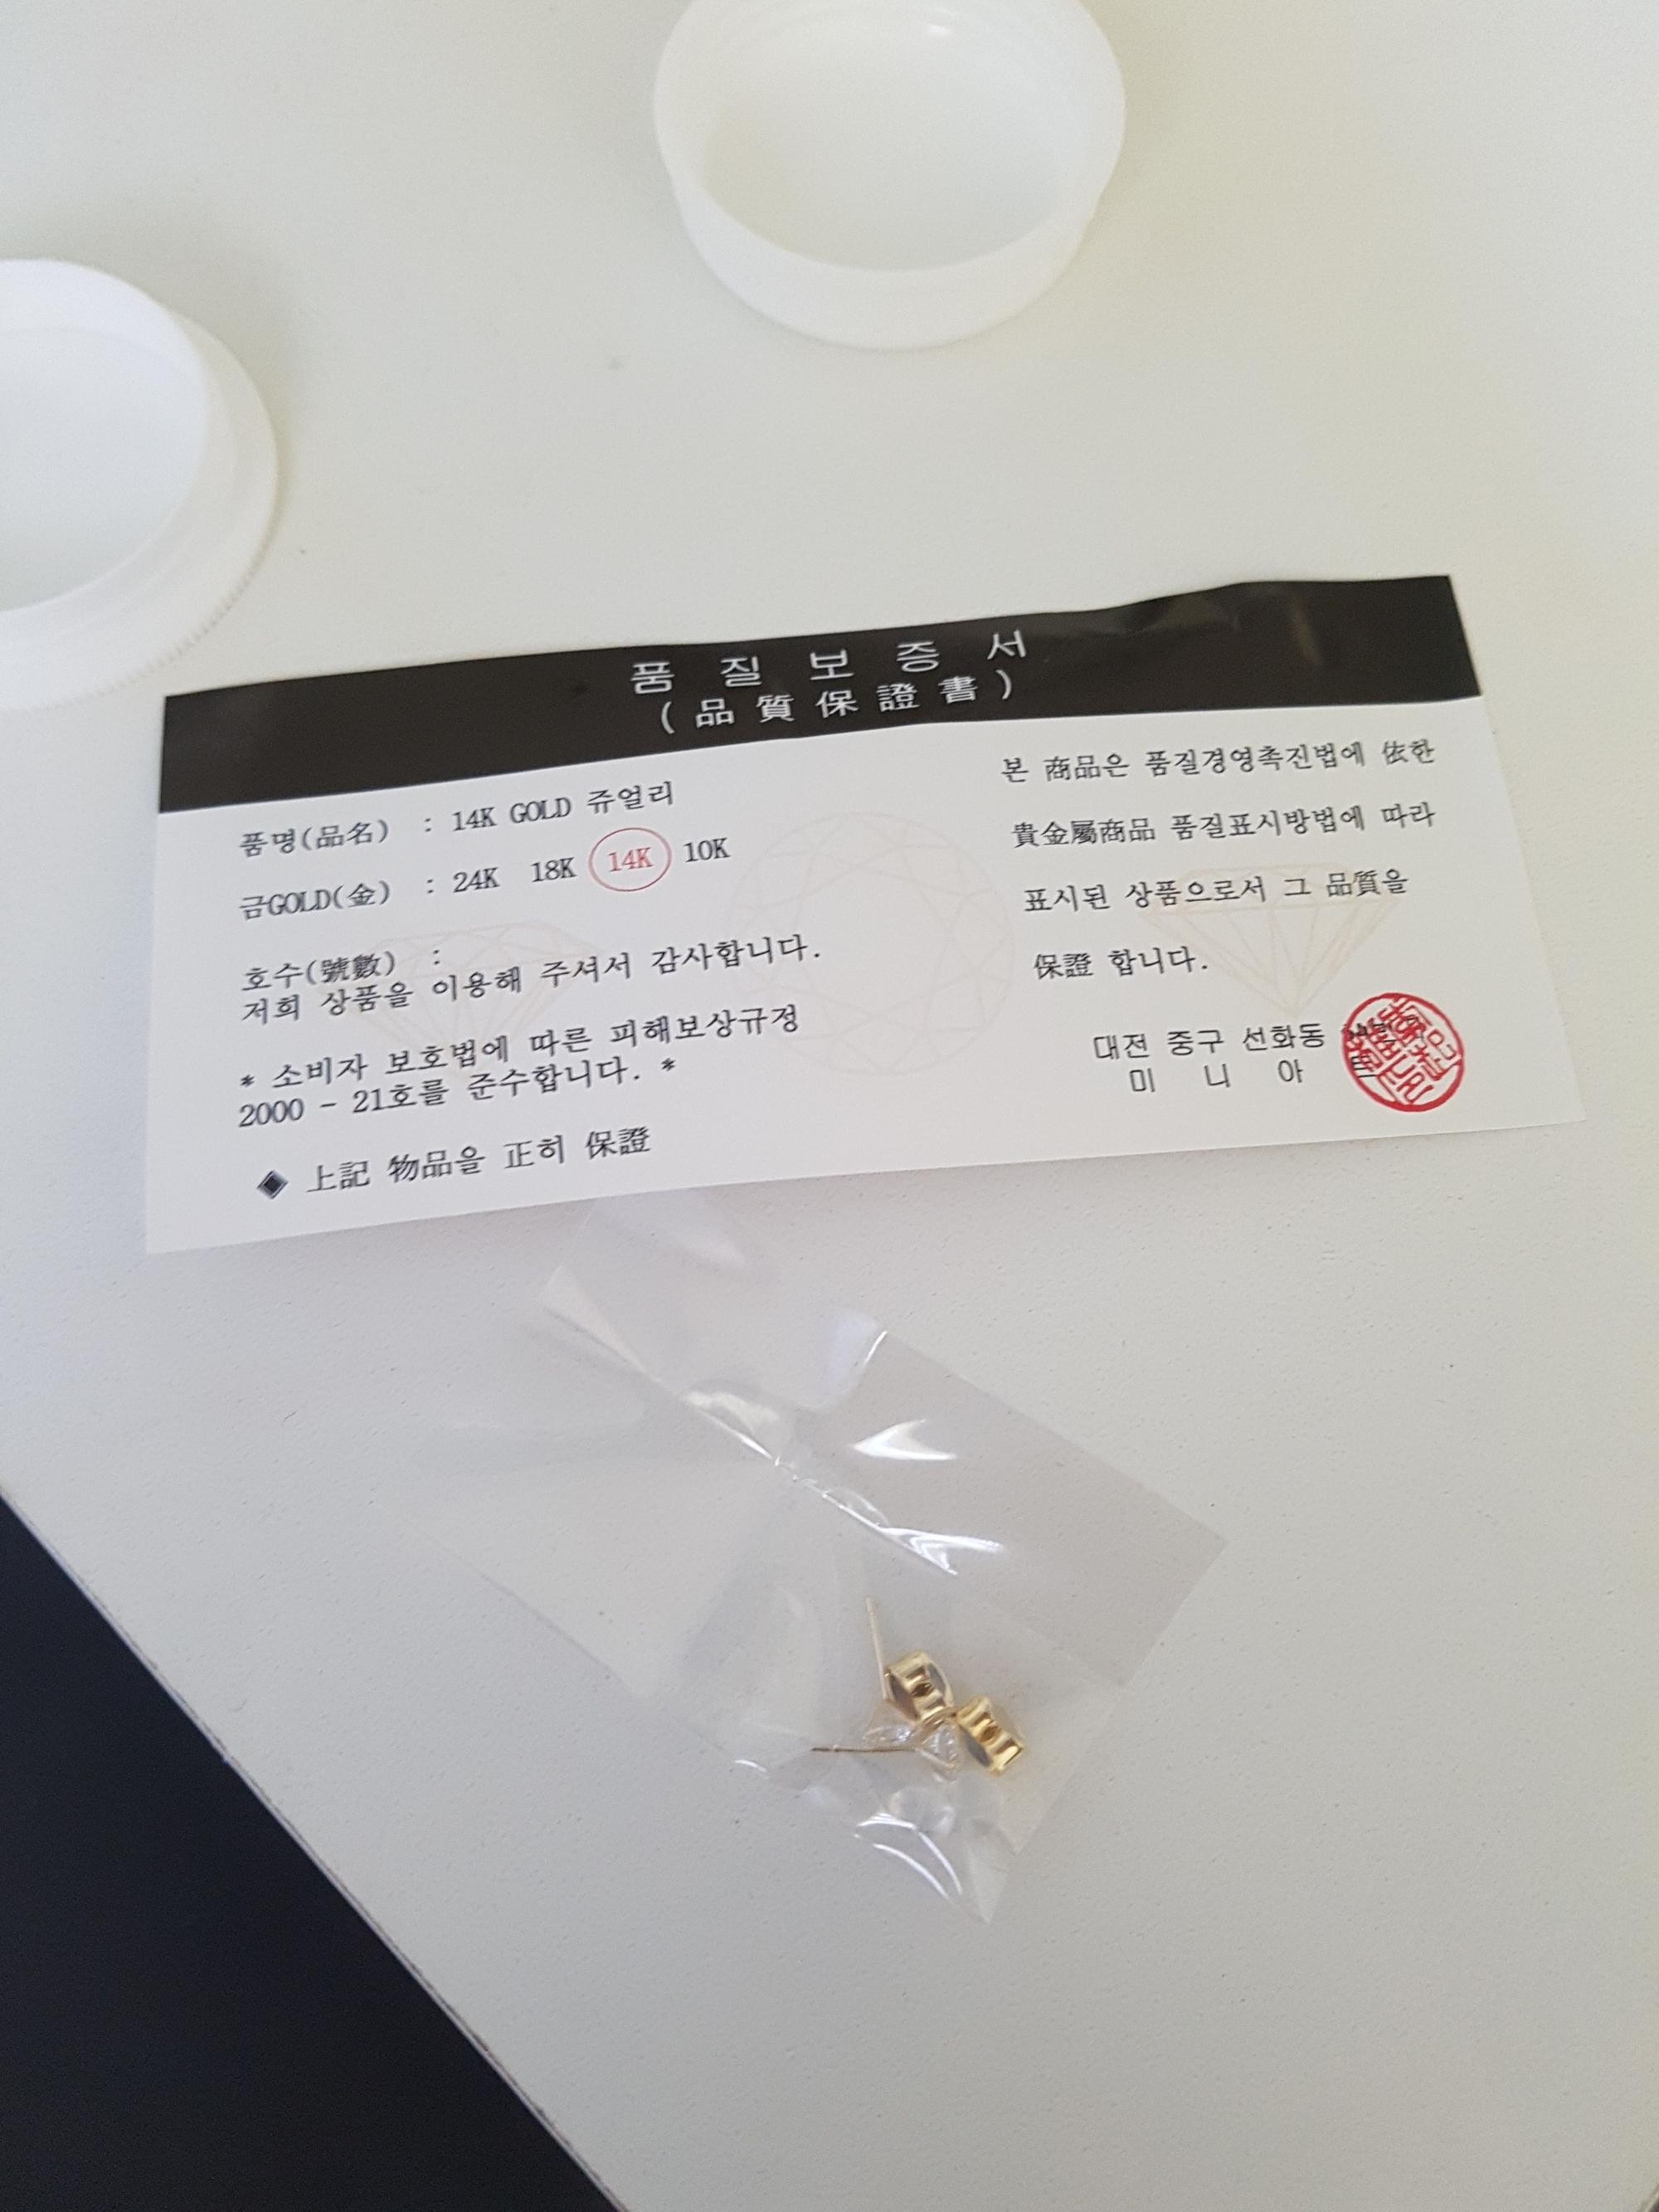 품 질 보 증 서
(品 質 保 證 書)
품명(品名) : 14K GOLD 쥬얼리
금GOLD(金) : 24K 18K 14K 10K
호수(號數) :
저희 상품을 이용해 주셔서 감사합니다.
* 소비자 보호법에 따른 피해보상규정
2000 - 21호를 준수합니다. *
◈ 上記 物品을 正히 保證
본 商品은 품질경영촉진법에 依한
貴金屬商品 품질표시방법에 따라
표시된 상품으로서 그 品質을
保證 합니다.
대전 중구 선화동
미 니 아